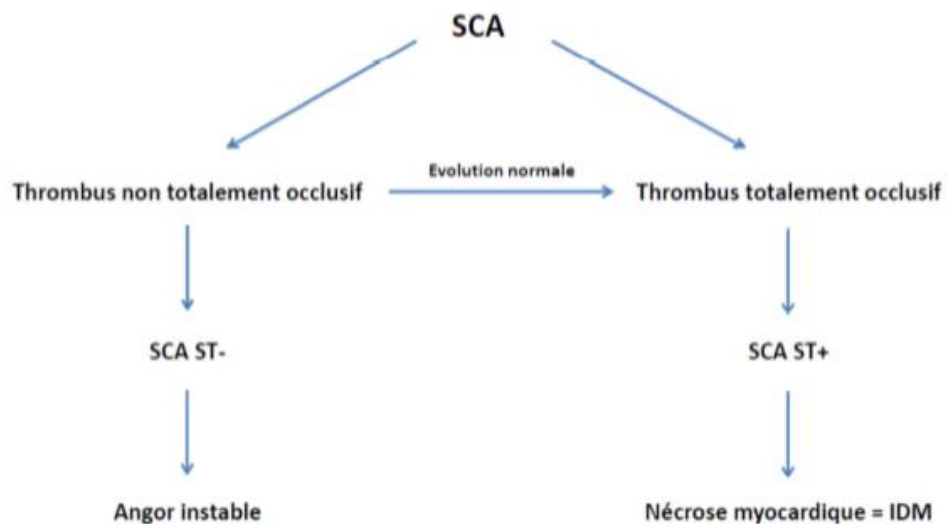 SCA
Evolution normale
Thrombus non totalement occlusif
Thrombus totalement occlusif
SCA ST-
SCA ST+
Angor instable
Nécrose myocardique = IDM